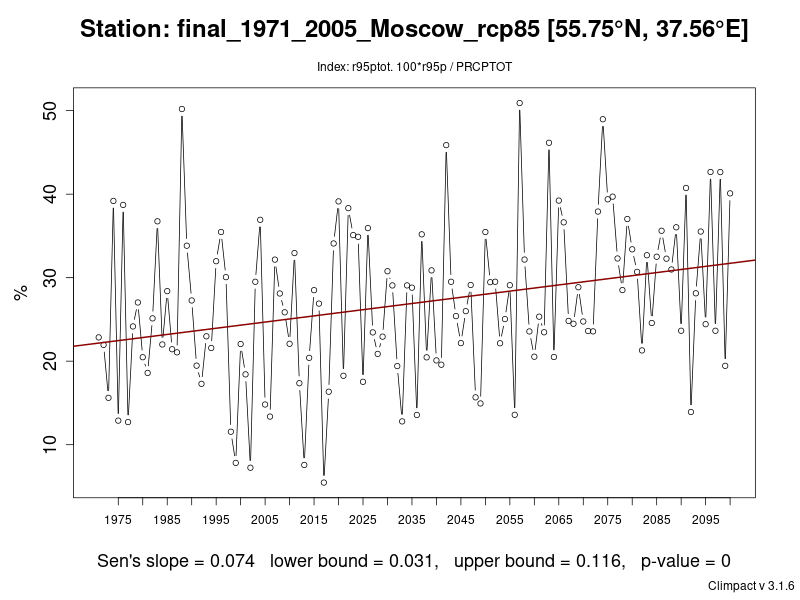 Station: final_1971_2005_Moscow_rcp85 [55.75°N, 37.56°E]
Index: r95ptot. 100*r95p / PRCPTOT
50
40
30
20
10
%
1975 1985 1995 2005 2015 2025 2035 2045 2055 2065 2075 2085 2095
Sen's slope = 0.074 lower bound = 0.031, upper bound = 0.116, p-value = 0
Climpact v 3.1.6